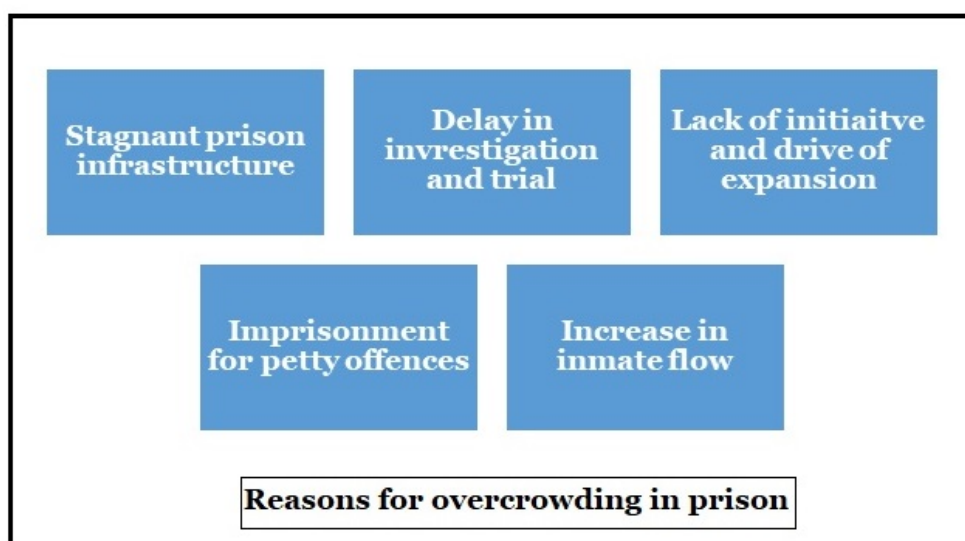 Stagnant prison
infrastructure
Delay in
invrestigation
and trial
Lack of initiaitve
and drive of
expansion
Imprisonment
for petty offences
Increase in
inmate flow
Reasons for overcrowding in prison